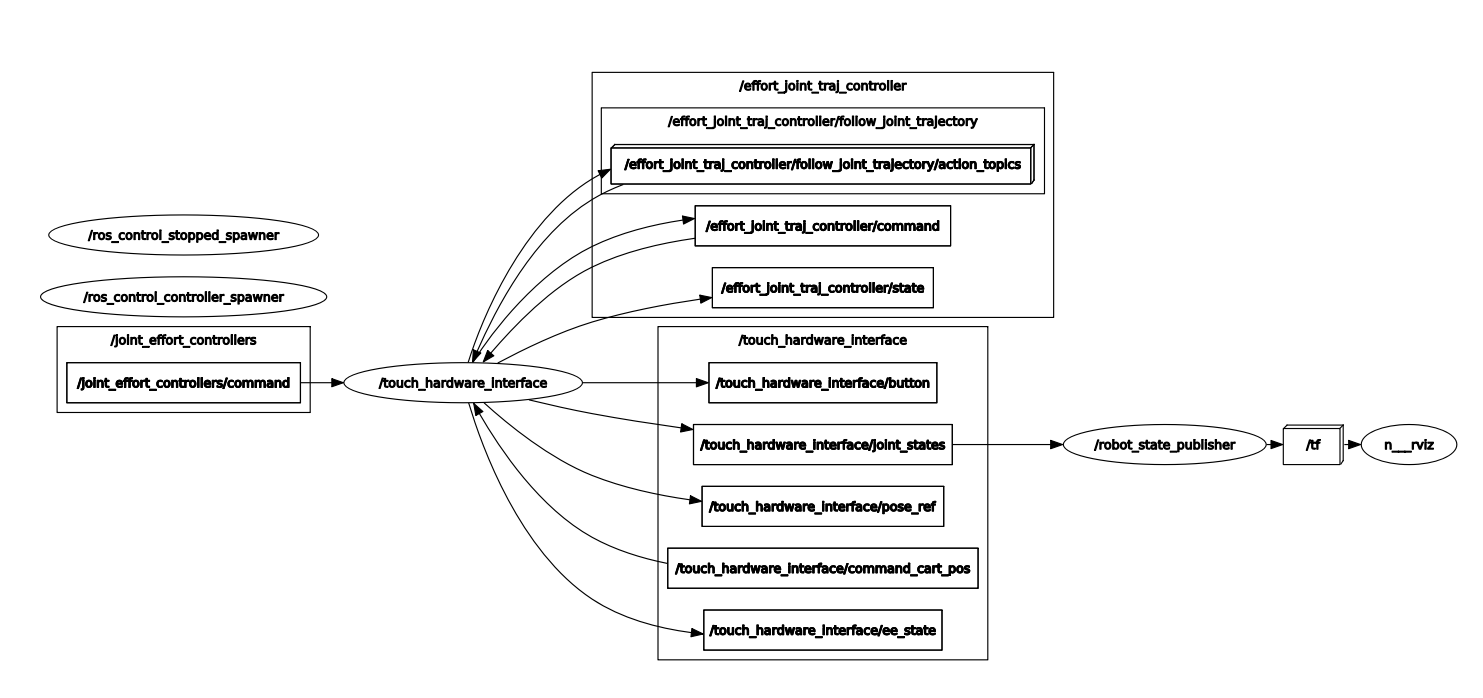 /effort_joint_traj_controller
/effort_joint_traj_controller/follow_joint_trajectory
/effort_joint_traj_controller/follow_joint_trajectory/action_topics
/effort_joint_traj_controller/command
/effort_joint_traj_controller/state
/ros_control_stopped_spawner
/ros_control_controller_spawner
/joint_effort_controllers
/joint_effort_controllers/command
/touch_hardware_interface
/touch_hardware_interface
/touch_hardware_interface/button
/touch_hardware_interface/joint_states
/touch_hardware_interface/pose_ref
/touch_hardware_interface/command_cart_pos
/touch_hardware_interface/ee_state
/robot_state_publisher
/tf
n___rviz